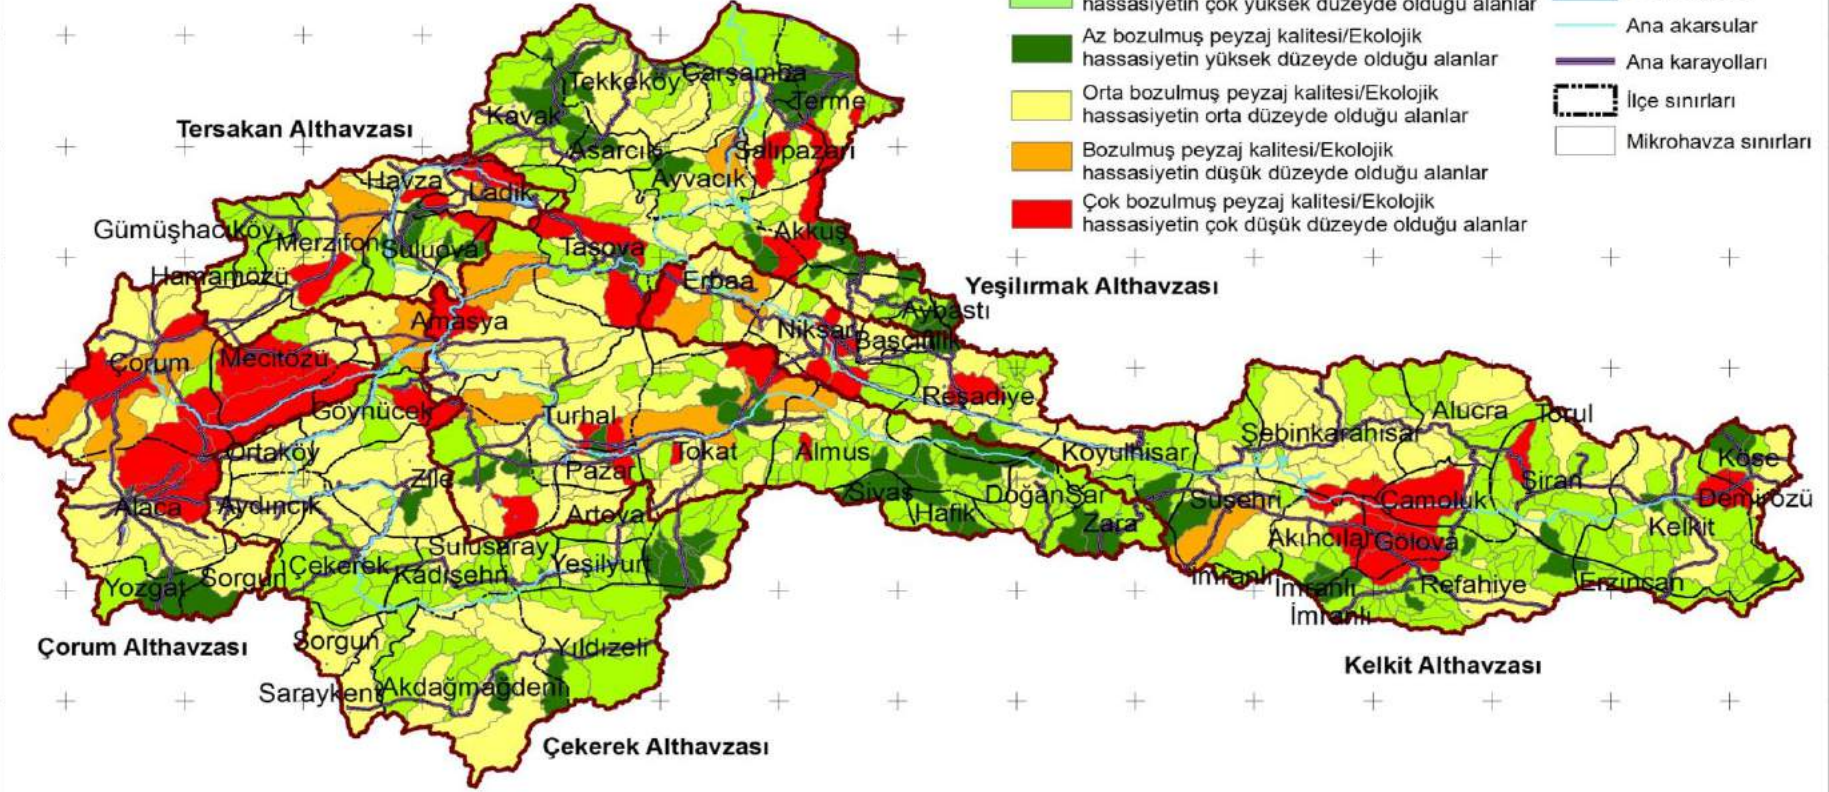 hassasiyetin çok yüksek düzeyde olduğu alanlar
Az bozulmuş peyzaj kalitesi/Ekolojik
hassasiyetin yüksek düzeyde olduğu alanlar
Orta bozulmuş peyzaj kalitesi/Ekolojik
hassasiyetin orta düzeyde olduğu alanlar
Bozulmuş peyzaj kalitesi/Ekolojik
hassasiyetin düşük düzeyde olduğu alanlar
Çok bozulmuş peyzaj kalitesi/Ekolojik
hassasiyetin çok düşük düzeyde olduğu alanlar
Ana akarsular
Ana karayolları
İlçe sınırları
Mikrohavza sınırları
Tekkeköy
Çarşamba
Terme
Kavak
Tersakan Althavzası
Asarcık
Salıpazarı
Ayvacık
Havza
Ladik
Gümüşhacıköy
Merzifon
Suluova
Taşova
Akkuş
Hamamözü
Erbaa
Yeşilırmak Althavzası
Aybastı
Amasya
Niksar
Başçiftlik
Çorum
Mecitözü
Reşadiye
Göynücek
Turhal
Alucra
Torul
Şebinkarahisar
Ortaköy
Pazar
Tokat
Almus
Koyulhisar
Köse
Zile
Sivas
Doğanşar
Suşehri
Çamoluk
Şiran
Demirözü
Alaca
Aydıncık
Artova
Hafik
Zara
Akıncılar
Gölova
Kelkit
Sulusaray
Çekerek
Kadışehri
Yeşilyurt
Yozgat
Sorgun
İmranlı
İmranlı
Refahiye
Erzincan
İmranlı
Çorum Althavzası
Sorgun
Yıldızeli
Kelkit Althavzası
Saraykent
Akdağmağdeni
Çekerek Althavzası